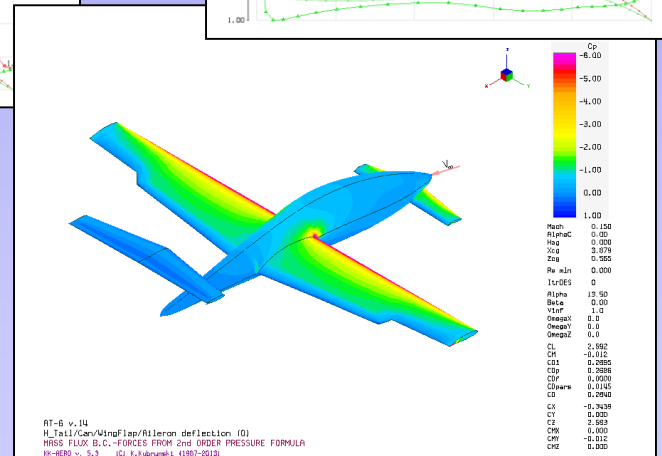 1.00
Cp
-6.00
-5.00
-4.00
-3.00
-2.00
-1.00
0.00
1.00
z
x
y
V∞
Mach 0.150
AlphaC 0.00
Hag 0.000
Xcg 3.879
Zcg 0.555
Re min 0.000
ItrDES 0
Alpha 13.50
Beta 0.00
Vinf 1.0
OmegaX 0.0
OmegaY 0.0
OmegaZ 0.0
CL 2.592
CM -0.012
CDi 0.2695
CDp 0.2686
CDf 0.0000
CDpars 0.0145
CD 0.2840
CX -0.3439
CY 0.000
CZ 2.583
CMX 0.000
CMY -0.012
CMZ 0.000
AT-6 v.14
H_Tail/Can/WingFlap/Aileron deflection (0)
MASS FLUX B.C.-FORCES FROM 2nd ORDER PRESSURE FORMULA
KK-AERO v. 5.3 (C) K.Kubrynski (1987-2013)